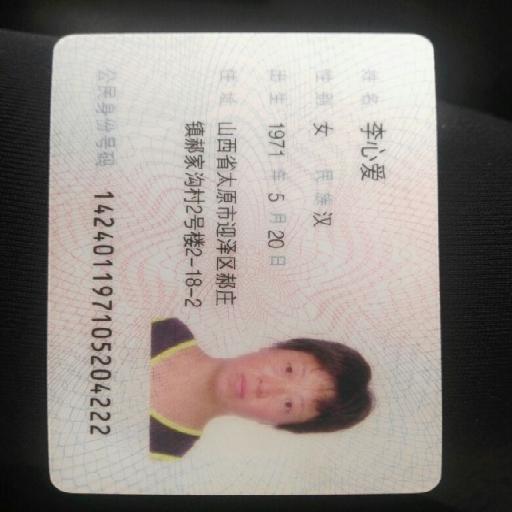 姓名 李心爱
性别 女 民族 汉
出生 1971 年 5 月 20 日
住址 山西省太原市迎泽区郝庄
镇郝家沟村2号楼2-18-2
公民身份号码 142401197105204222